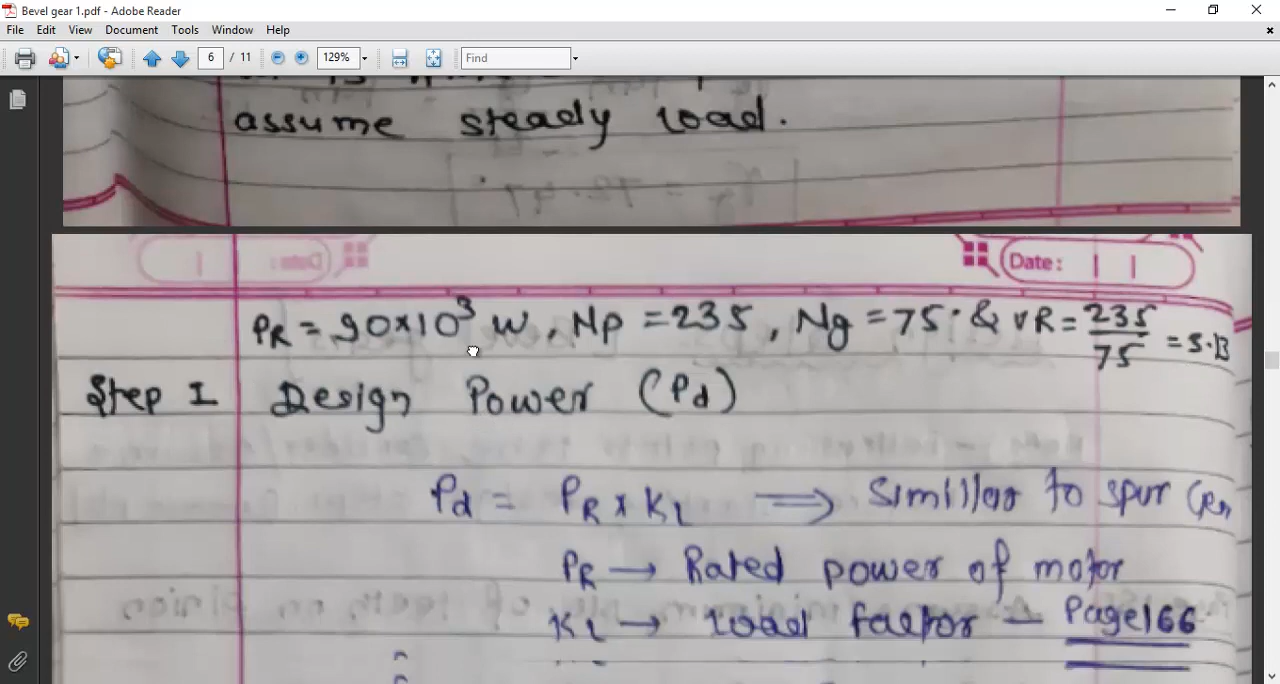 Bevel gear 1.pdf - Adobe Reader
File Edit View Document Tools Window Help
6 / 11 129% Find
assume steady load.
Date:
PR = 90×10³ W, Np = 235, Ng = 75. & VR = 235/75 = 3.13
Step I Design Power (Pd)
Pd = PR × Kl ⟹ Simillar to spur
PR → Rated power of motor
Kl → Load factor – Page 166